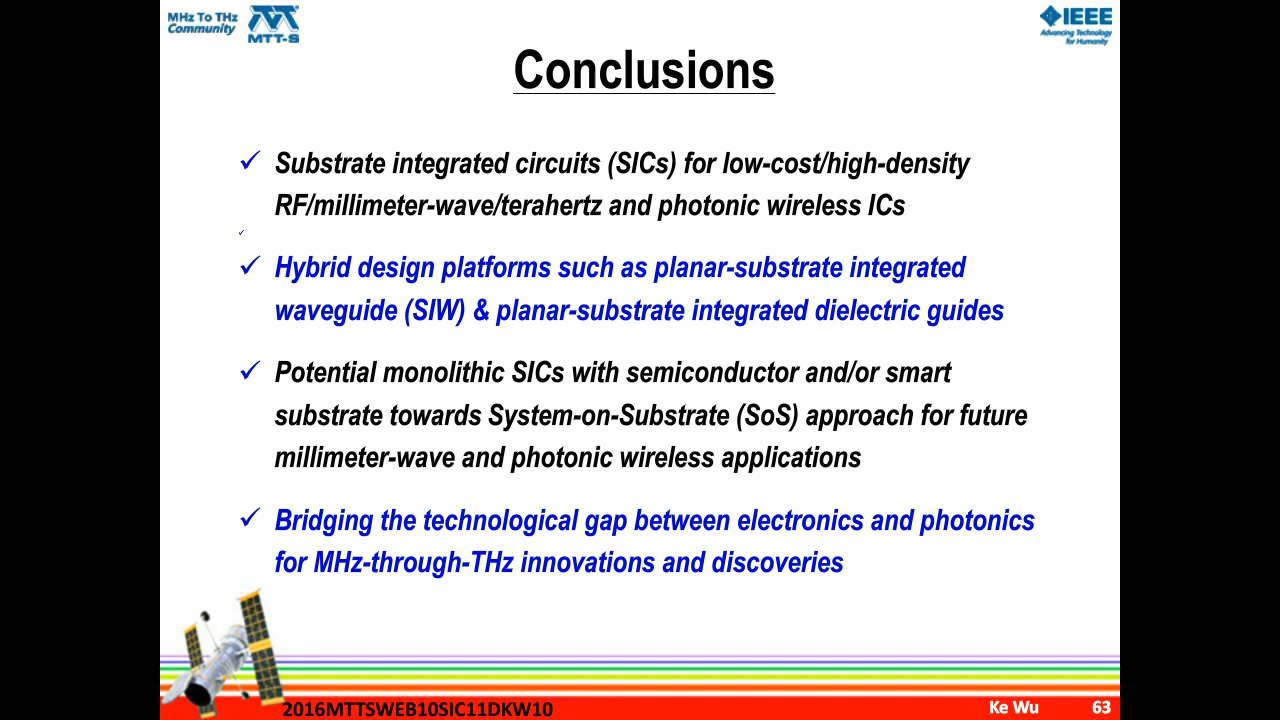 MHz To THz
Community
MTT-S
IEEE
Advancing Technology
for Humanity
Conclusions
✓ Substrate integrated circuits (SICs) for low-cost/high-density
RF/millimeter-wave/terahertz and photonic wireless ICs
✓
✓ Hybrid design platforms such as planar-substrate integrated
waveguide (SIW) & planar-substrate integrated dielectric guides
✓ Potential monolithic SICs with semiconductor and/or smart
substrate towards System-on-Substrate (SoS) approach for future
millimeter-wave and photonic wireless applications
✓ Bridging the technological gap between electronics and photonics
for MHz-through-THz innovations and discoveries
2016MTTSWEB10SIC11DKW10
Ke Wu
63